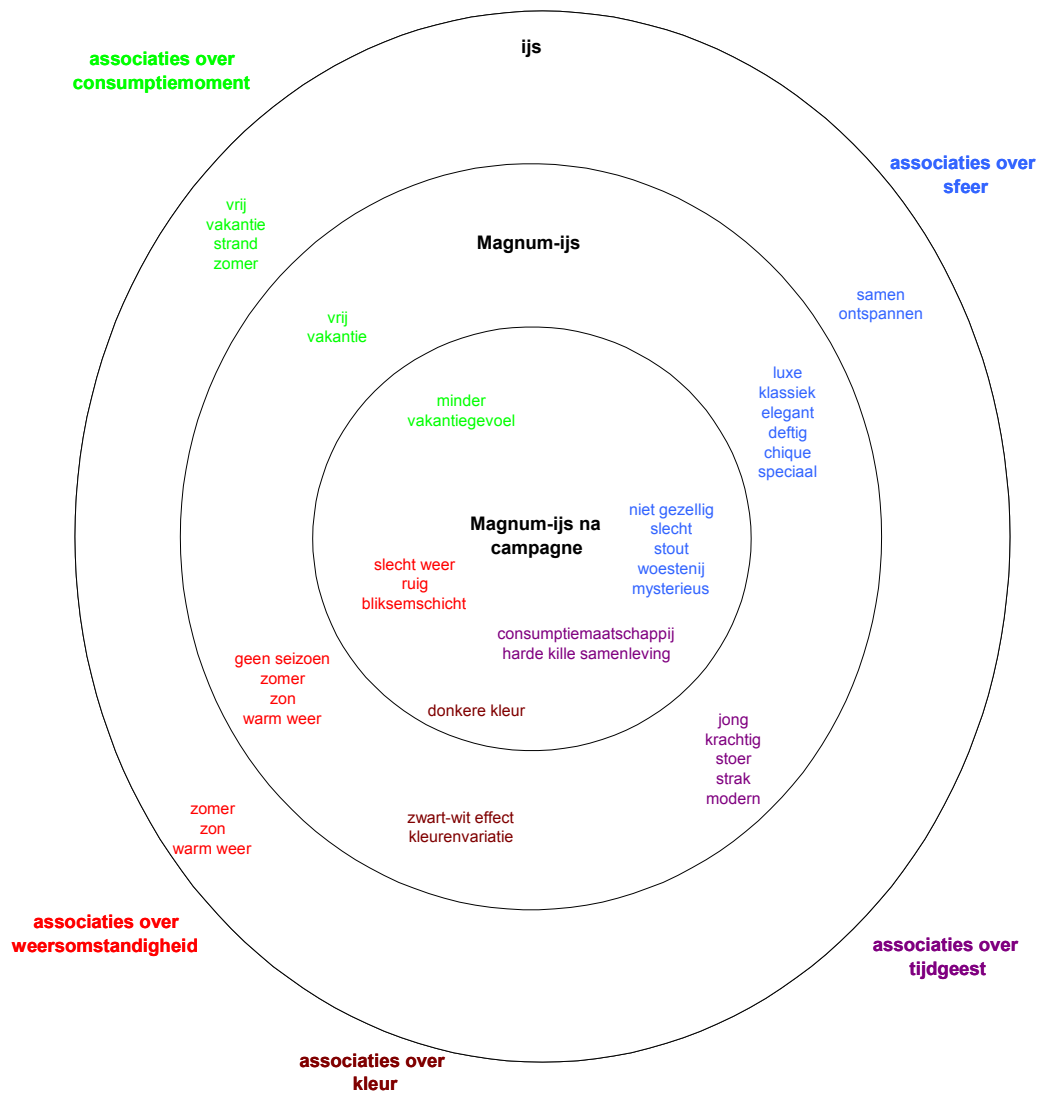 ijs
associaties over
consumptiemoment
associaties over
sfeer
vrij
vakantie
strand
zomer
Magnum-ijs
samen
ontspannen
vrij
vakantie
luxe
klassiek
elegant
deftig
chique
speciaal
minder
vakantiegevoel
Magnum-ijs na
campagne
niet gezellig
slecht
stout
woestenij
mysterieus
slecht weer
ruig
bliksemschicht
consumptiemaatschappij
harde kille samenleving
geen seizoen
zomer
zon
warm weer
donkere kleur
jong
krachtig
stoer
strak
modern
zomer
zon
warm weer
zwart-wit effect
kleurenvariatie
associaties over
weersomstandigheid
associaties over
tijdgeest
associaties over
kleur